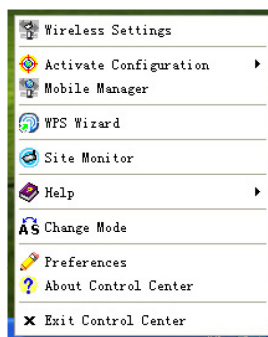 Wireless Settings
Activate Configuration
Mobile Manager
WPS Wizard
Site Monitor
Help
Change Mode
Preferences
About Control Center
Exit Control Center